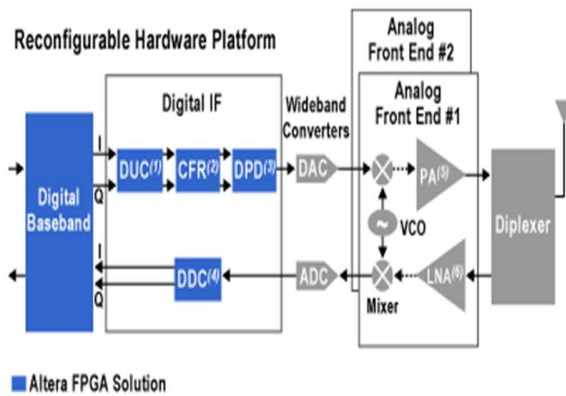 Reconfigurable Hardware Platform
Analog
Front End #2
Digital IF
Wideband
Converters
Analog
Front End #1
I
DUC(1)
CFR(2)
DPD(3)
DAC
PA(5)
Q
Digital
Baseband
VCO
Diplexer
I
DDC(4)
ADC
LNA(6)
Q
Mixer
Altera FPGA Solution